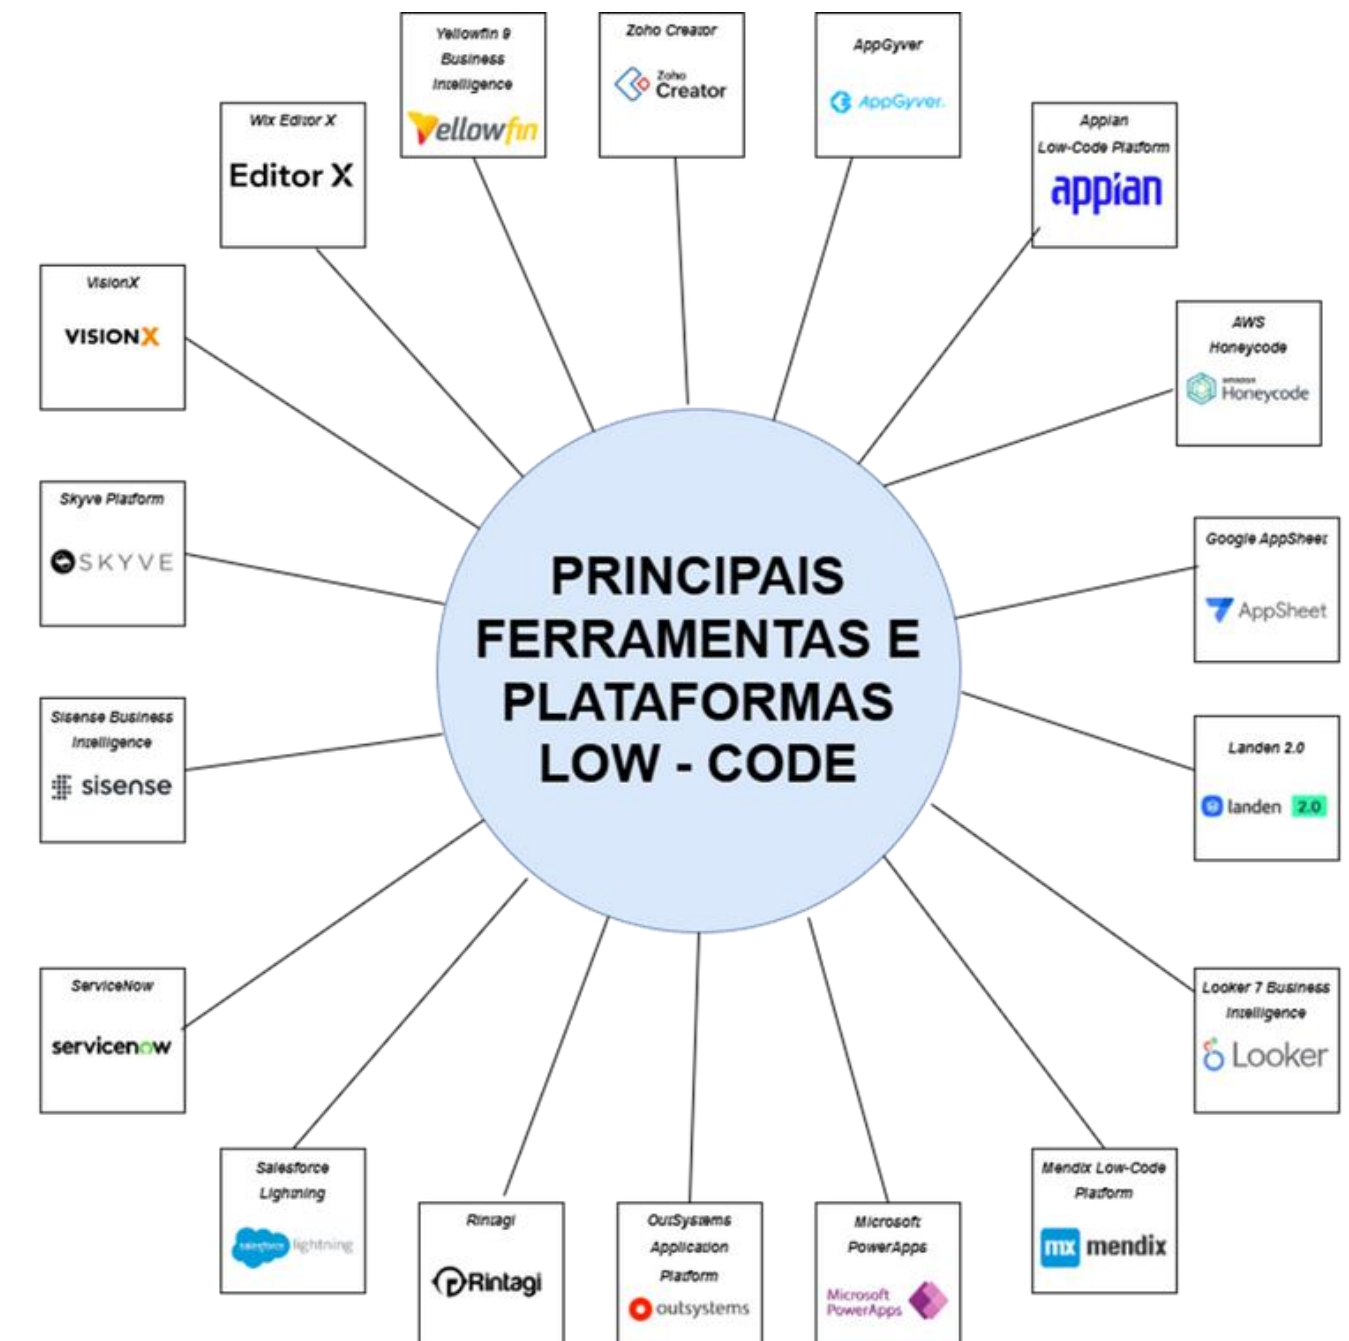 Yellowfin 9
Business
Intelligence
Yellowfin
Zoho Creator
Zoho
Creator
AppGyver
AppGyver.
Appian
Low-Code Platform
appian
Wix Editor X
Editor X
VisionX
VISIONX
AWS
Honeycode
amazon
Honeycode
Skyve Platform
SKYVE
Google AppSheet
AppSheet
PRINCIPAIS
FERRAMENTAS E
PLATAFORMAS
LOW - CODE
Sisense Business
Intelligence
sisense
Landen 2.0
landen 2.0
ServiceNow
servicenow
Looker 7 Business
Intelligence
Looker
Salesforce
Lightning
salesforce lightning
Rintagi
Rintagi
OutSystems
Application
Platform
outsystems
Microsoft
PowerApps
Microsoft
PowerApps
Mendix Low-Code
Platform
mx mendix